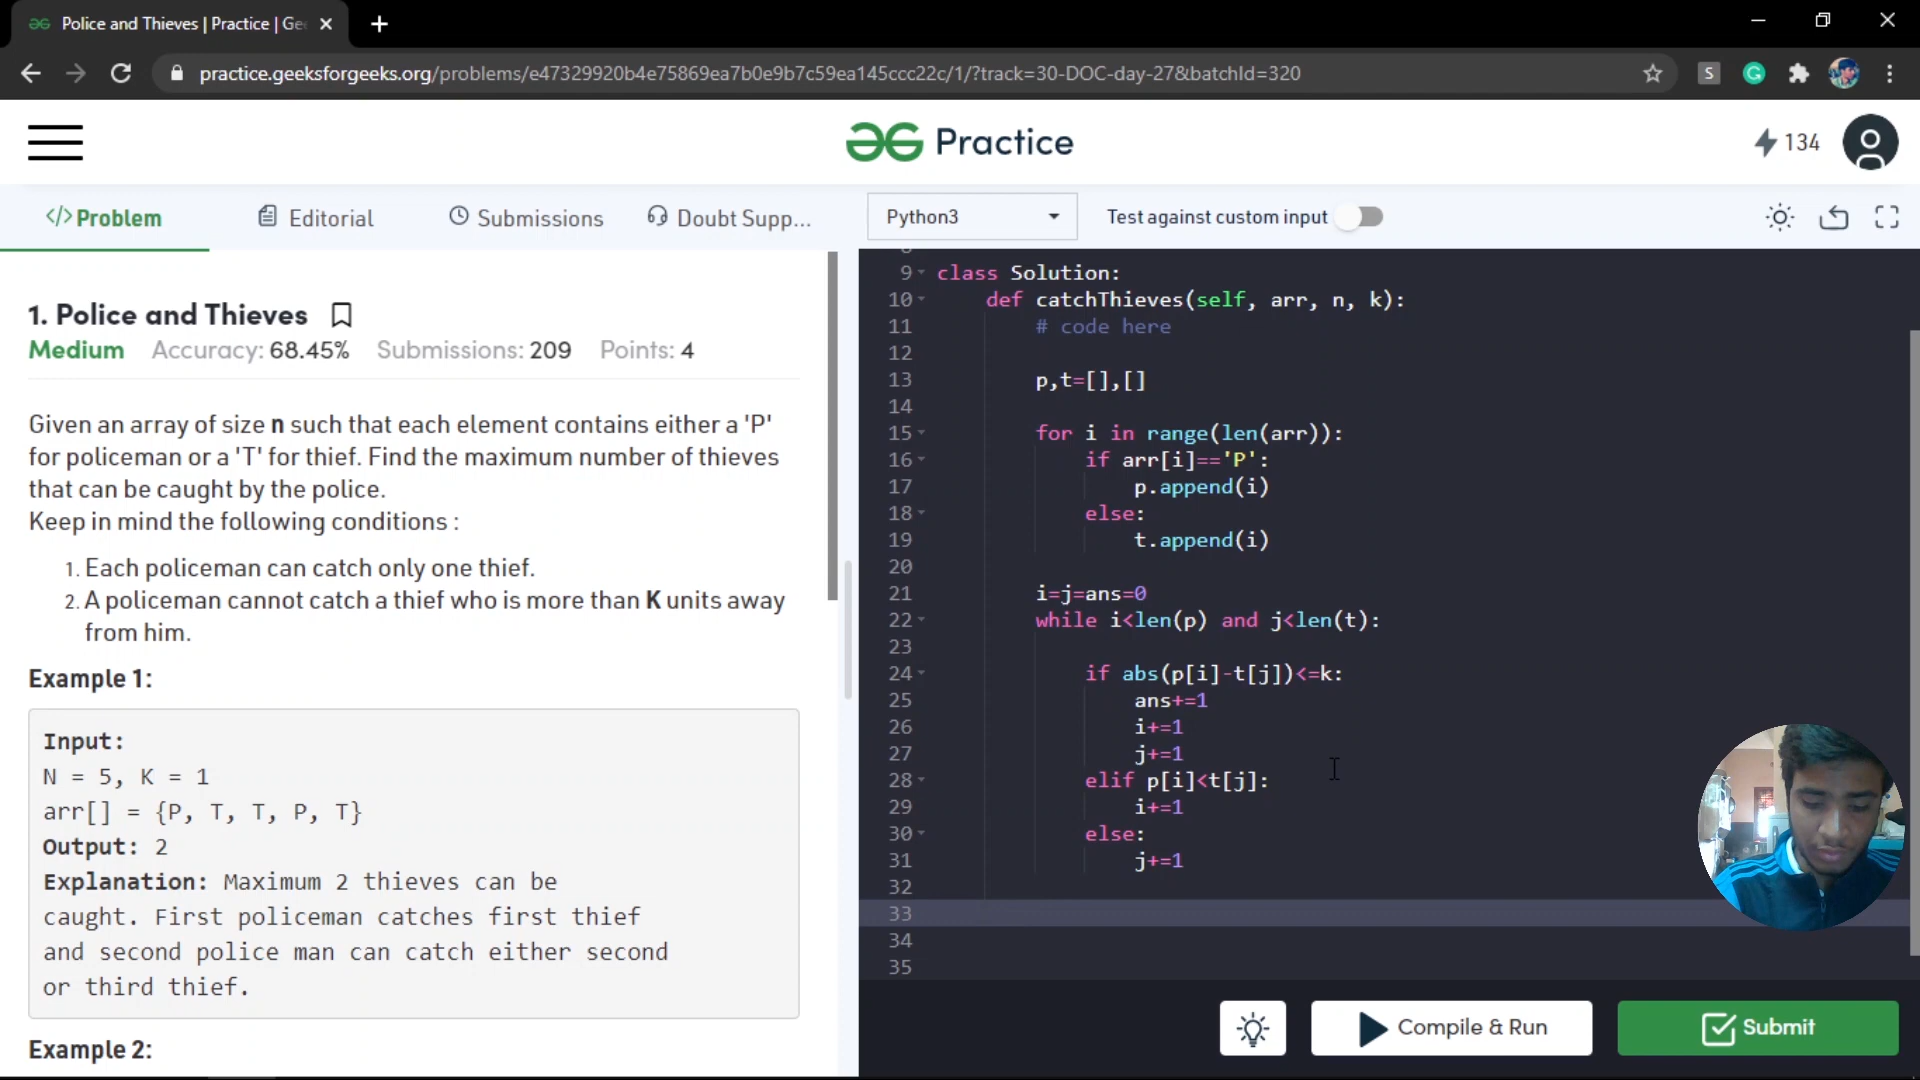 Police and Thieves | Practice | Gee
practice.geeksforgeeks.org/problems/e47329920b4e75869ea7b0e9b7c59ea145ccc22c/1/?track=30-DOC-day-27&batchId=320
S
G
Practice
134
</>Problem
Editorial
Submissions
Doubt Supp...
Python3
Test against custom input
1. Police and Thieves
Medium Accuracy: 68.45% Submissions: 209 Points: 4
Given an array of size n such that each element contains either a 'P'
for policeman or a 'T' for thief. Find the maximum number of thieves
that can be caught by the police.
Keep in mind the following conditions :
1. Each policeman can catch only one thief.
2. A policeman cannot catch a thief who is more than K units away
from him.
Example 1:
Input:
N = 5, K = 1
arr[] = {P, T, T, P, T}
Output: 2
Explanation: Maximum 2 thieves can be
caught. First policeman catches first thief
and second police man can catch either second
or third thief.
Example 2:
9 class Solution:
10 def catchThieves(self, arr, n, k):
11 # code here
12
13 p,t=[],[]
14
15 for i in range(len(arr)):
16 if arr[i]=='P':
17 p.append(i)
18 else:
19 t.append(i)
20
21 i=j=ans=0
22 while i<len(p) and j<len(t):
23
24 if abs(p[i]-t[j])<=k:
25 ans+=1
26 i+=1
27 j+=1
28 elif p[i]<t[j]:
29 i+=1
30 else:
31 j+=1
32
33
34
35
Compile & Run
Submit